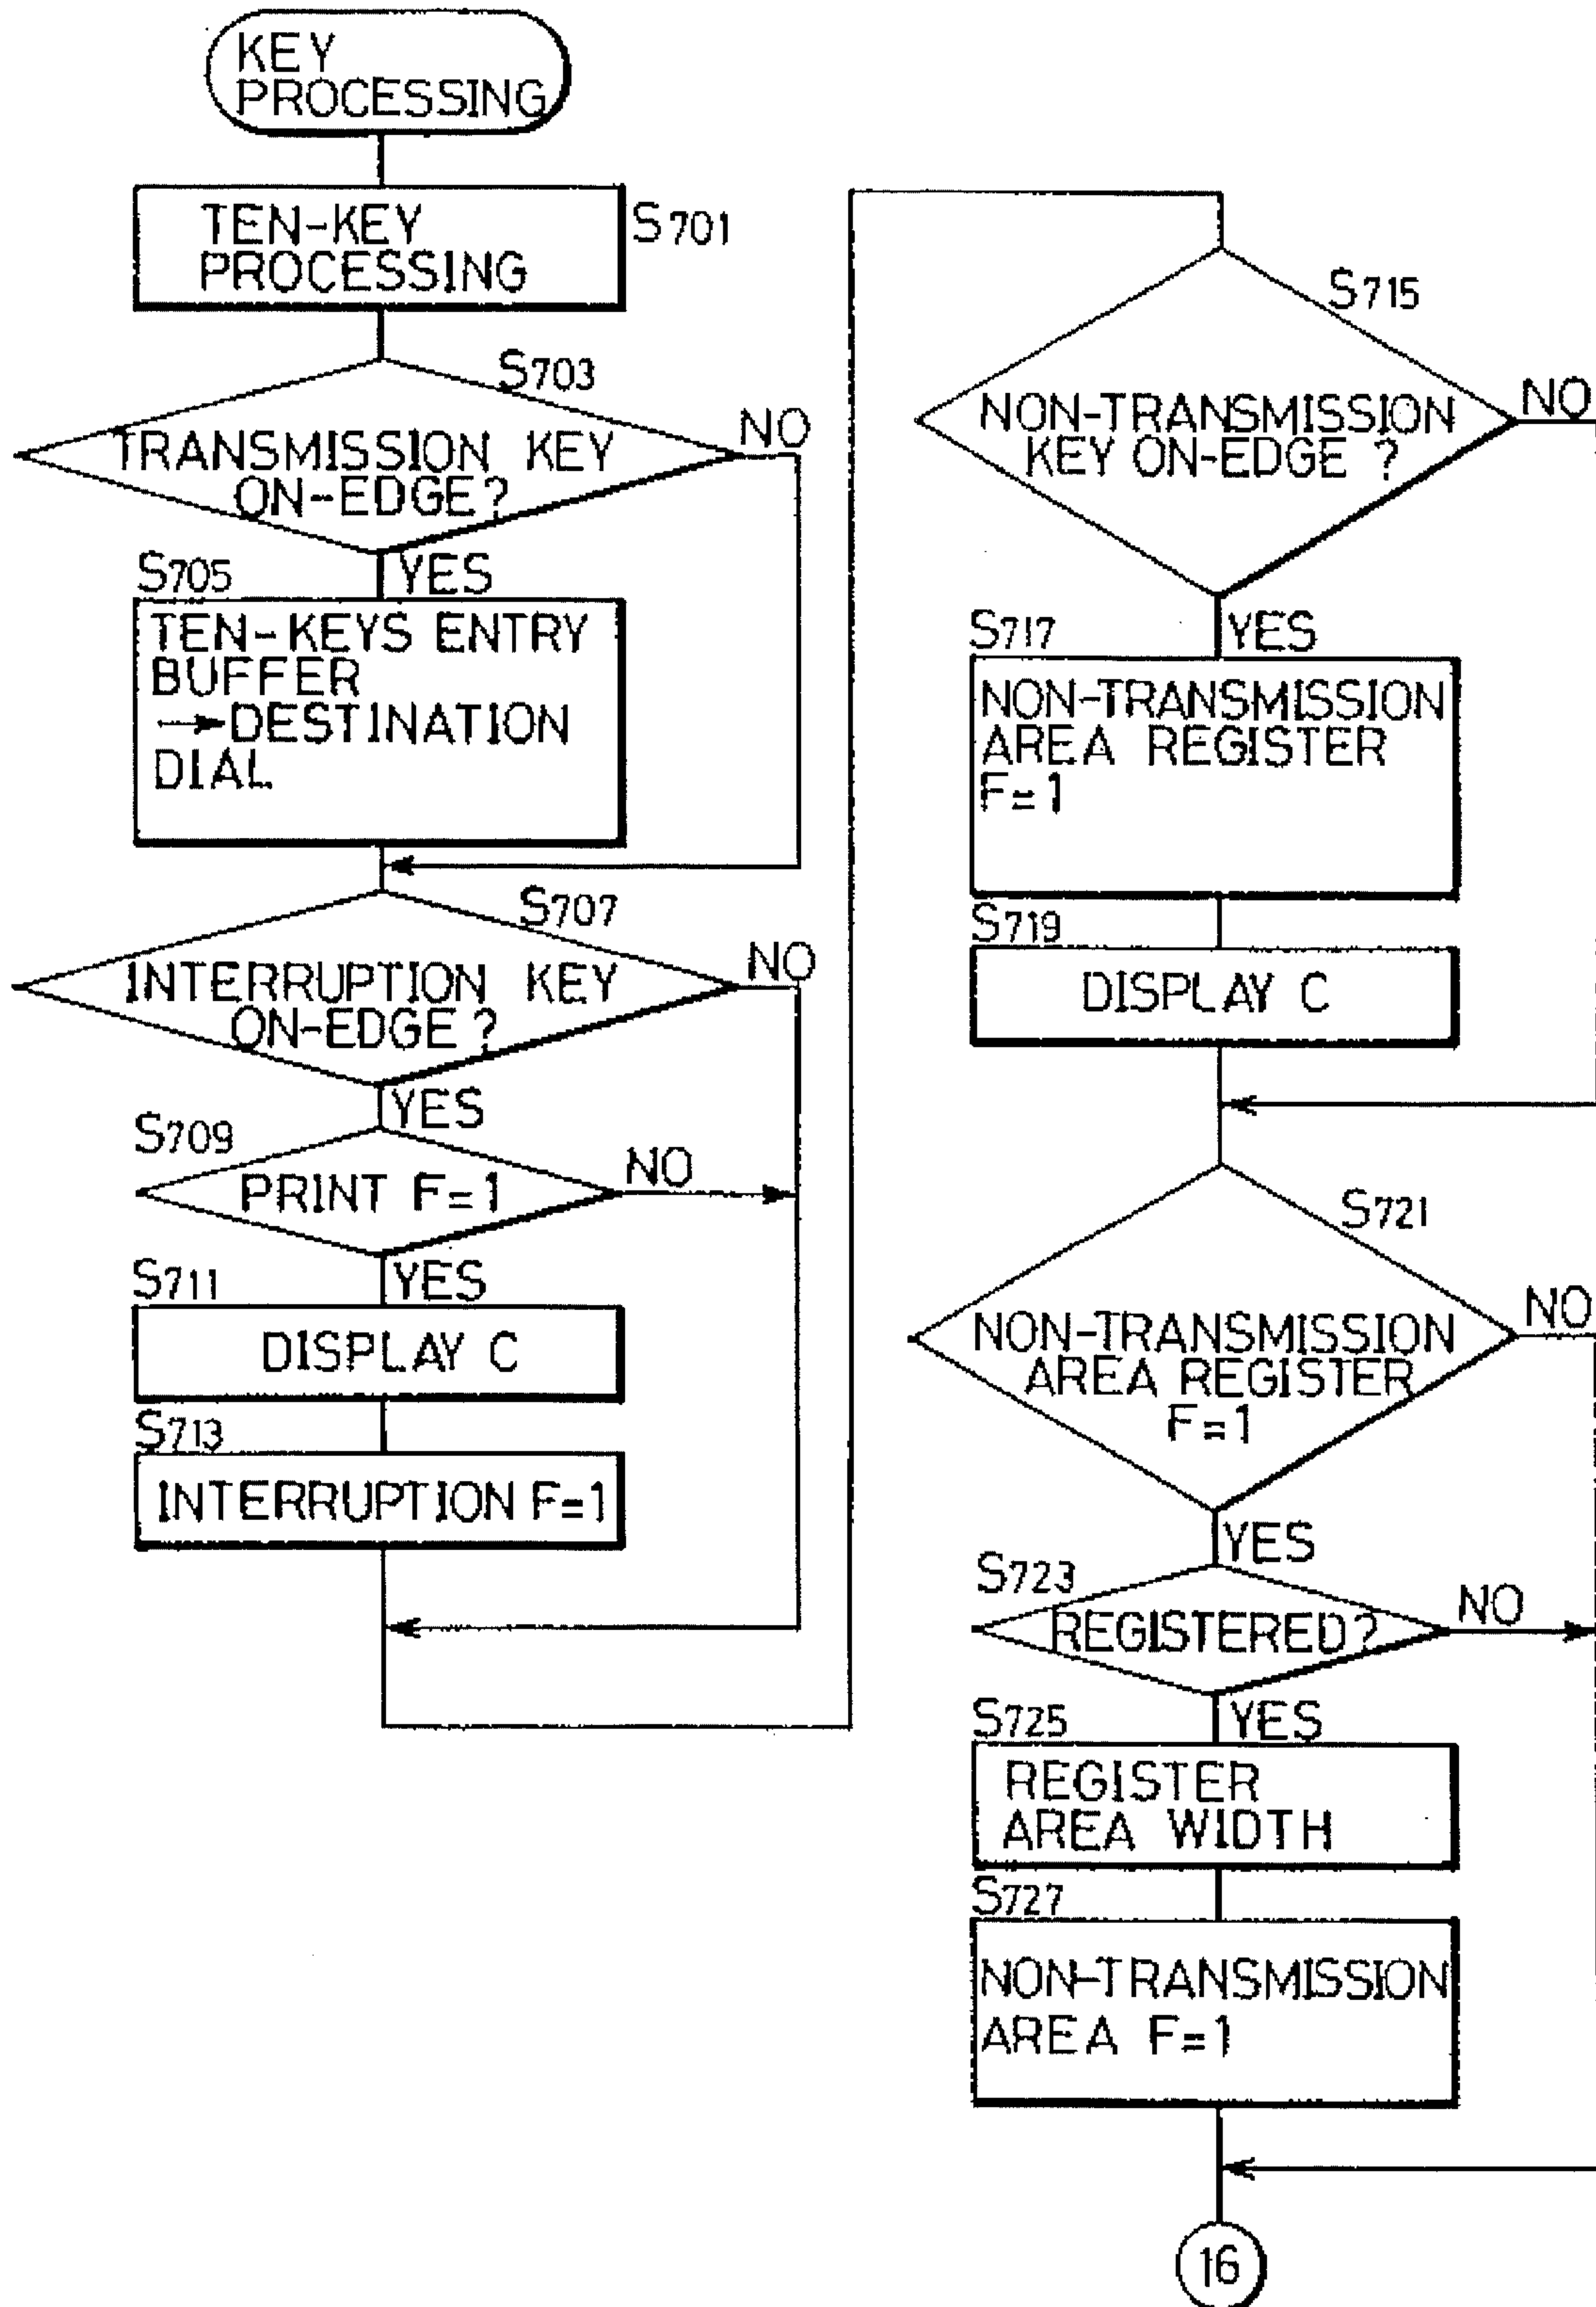 KEY
PROCESSING
TEN-KEY
PROCESSING
S701
S703
TRANSMISSION KEY
ON-EDGE?
NO
YES
S705
TEN-KEYS ENTRY
BUFFER
→DESTINATION
DIAL
S707
INTERRUPTION KEY
ON-EDGE?
NO
YES
S709
PRINT F=1
NO
YES
S711
DISPLAY C
S713
INTERRUPTION F=1
S715
NON-TRANSMISSION
KEY ON-EDGE ?
NO
YES
S717
NON-TRANSMISSION
AREA REGISTER
F=1
S719
DISPLAY C
S721
NON-TRANSMISSION
AREA REGISTER
F=1
NO
YES
S723
REGISTERED?
NO
YES
S725
REGISTER
AREA WIDTH
S727
NON-TRANSMISSION
AREA F=1
16